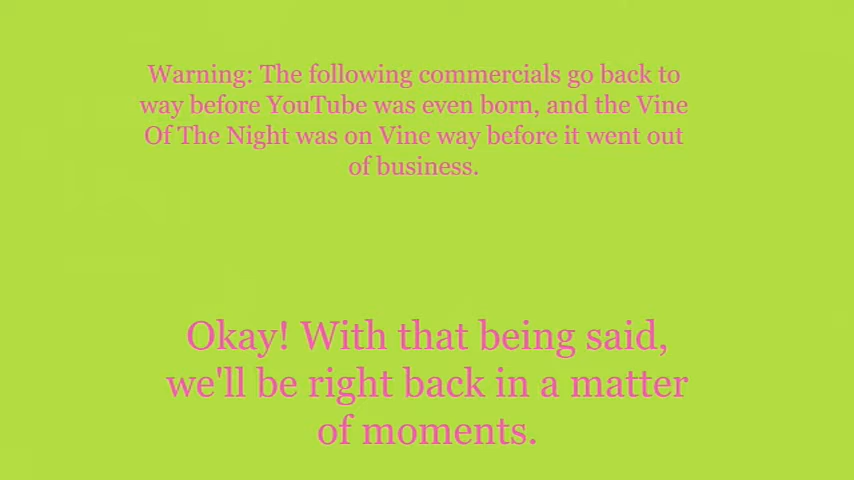 Warning: The following commercials go back to
way before YouTube was even born, and the Vine
Of The Night was on Vine way before it went out
of business.
Okay! With that being said,
we'll be right back in a matter
of moments.